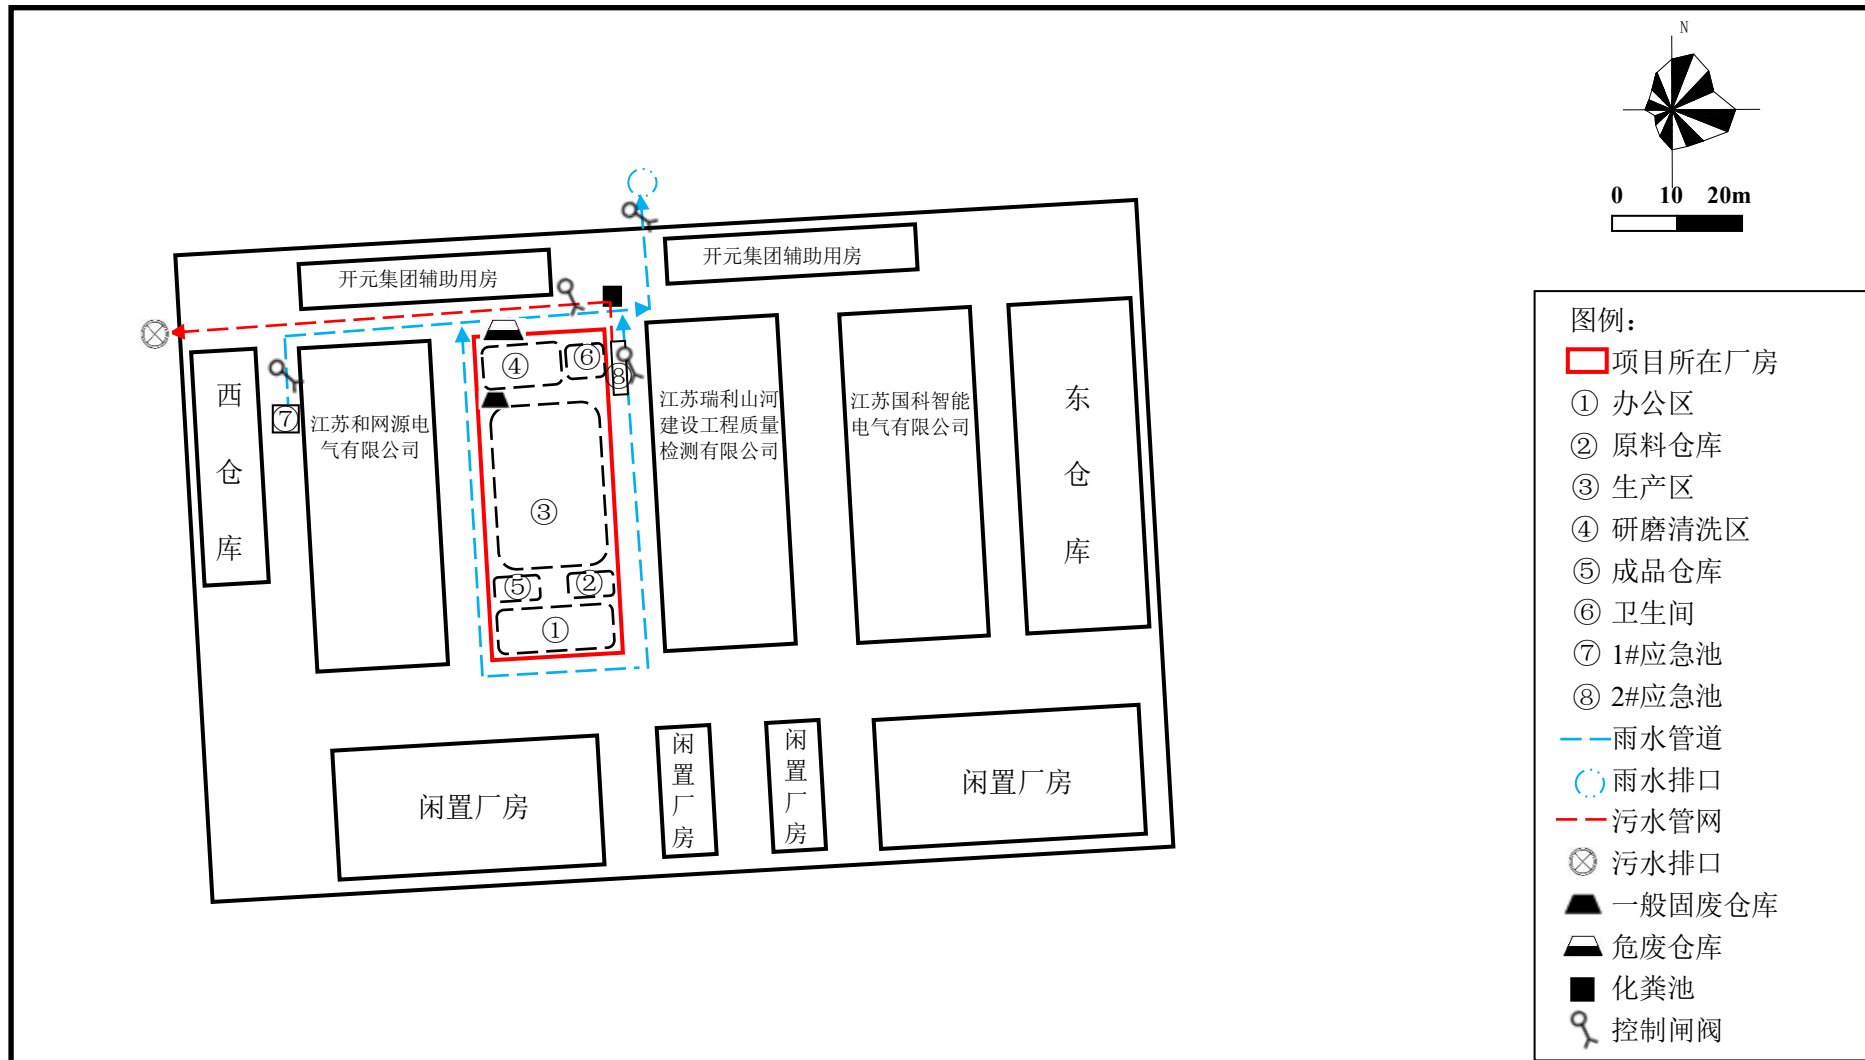 N
0 10 20m
开元集团辅助用房
开元集团辅助用房
西仓库
⑦
江苏和网源电
气有限公司
④
⑥
⑧
③
⑤
②
①
江苏瑞利山河
建设工程质量
检测有限公司
江苏国科智能
电气有限公司
东仓库
闲置厂房
闲置厂房
闲置厂房
闲置厂房
图例：
项目所在厂房
① 办公区
② 原料仓库
③ 生产区
④ 研磨清洗区
⑤ 成品仓库
⑥ 卫生间
⑦ 1#应急池
⑧ 2#应急池
雨水管道
雨水排口
污水管网
污水排口
一般固废仓库
危废仓库
化粪池
控制闸阀